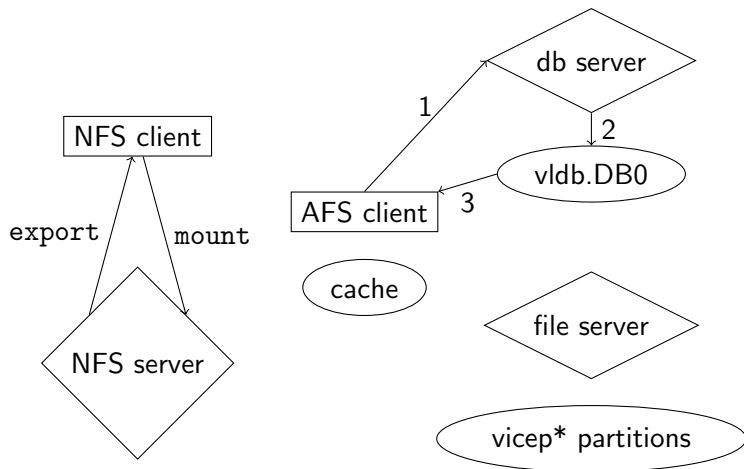 NFS client
export
mount
NFS server
db server
1
2
vldb.DB0
3
AFS client
cache
file server
vicep* partitions